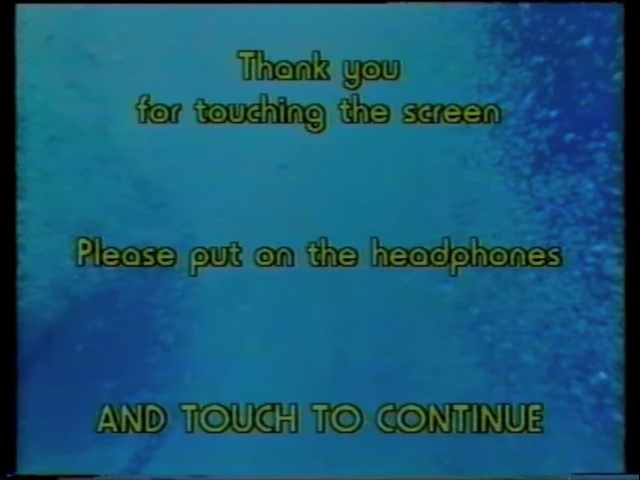 Thank you
for touching the screen
Please put on the headphones
AND TOUCH TO CONTINUE